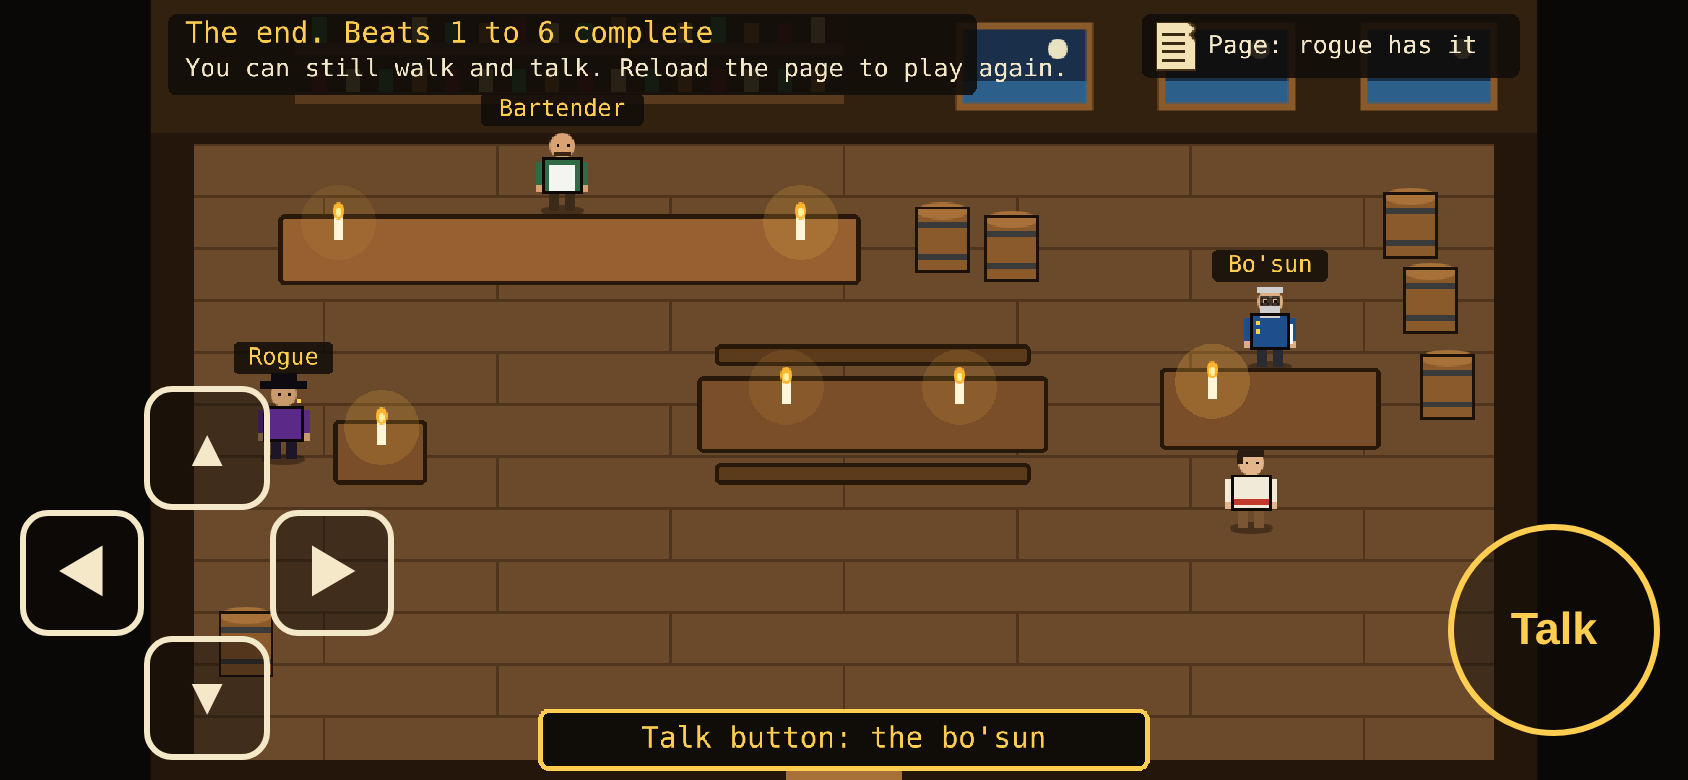 The end. Beats 1 to 6 complete
You can still walk and talk. Reload the page to play again.
Page: rogue has it
Bartender
Bo'sun
Rogue
Talk
Talk button: the bo'sun